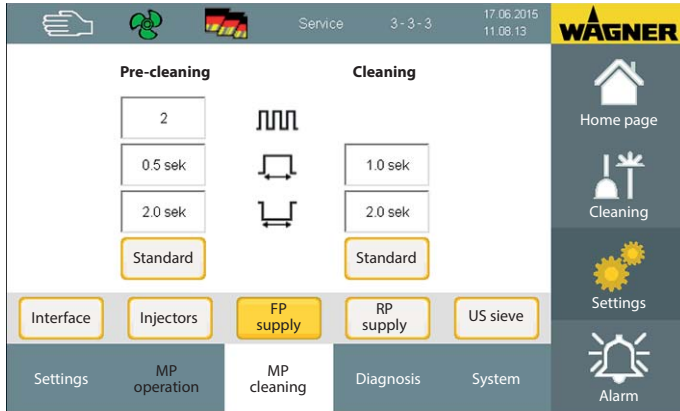 Service
3 - 3 - 3
17.06.2015
11.08.13
WAGNER
Pre-cleaning
Cleaning
2
0.5 sek
1.0 sek
2.0 sek
2.0 sek
Standard
Standard
Interface
Injectors
FP
supply
RP
supply
US sieve
Settings
MP
operation
MP
cleaning
Diagnosis
System
Home page
Cleaning
Settings
Alarm